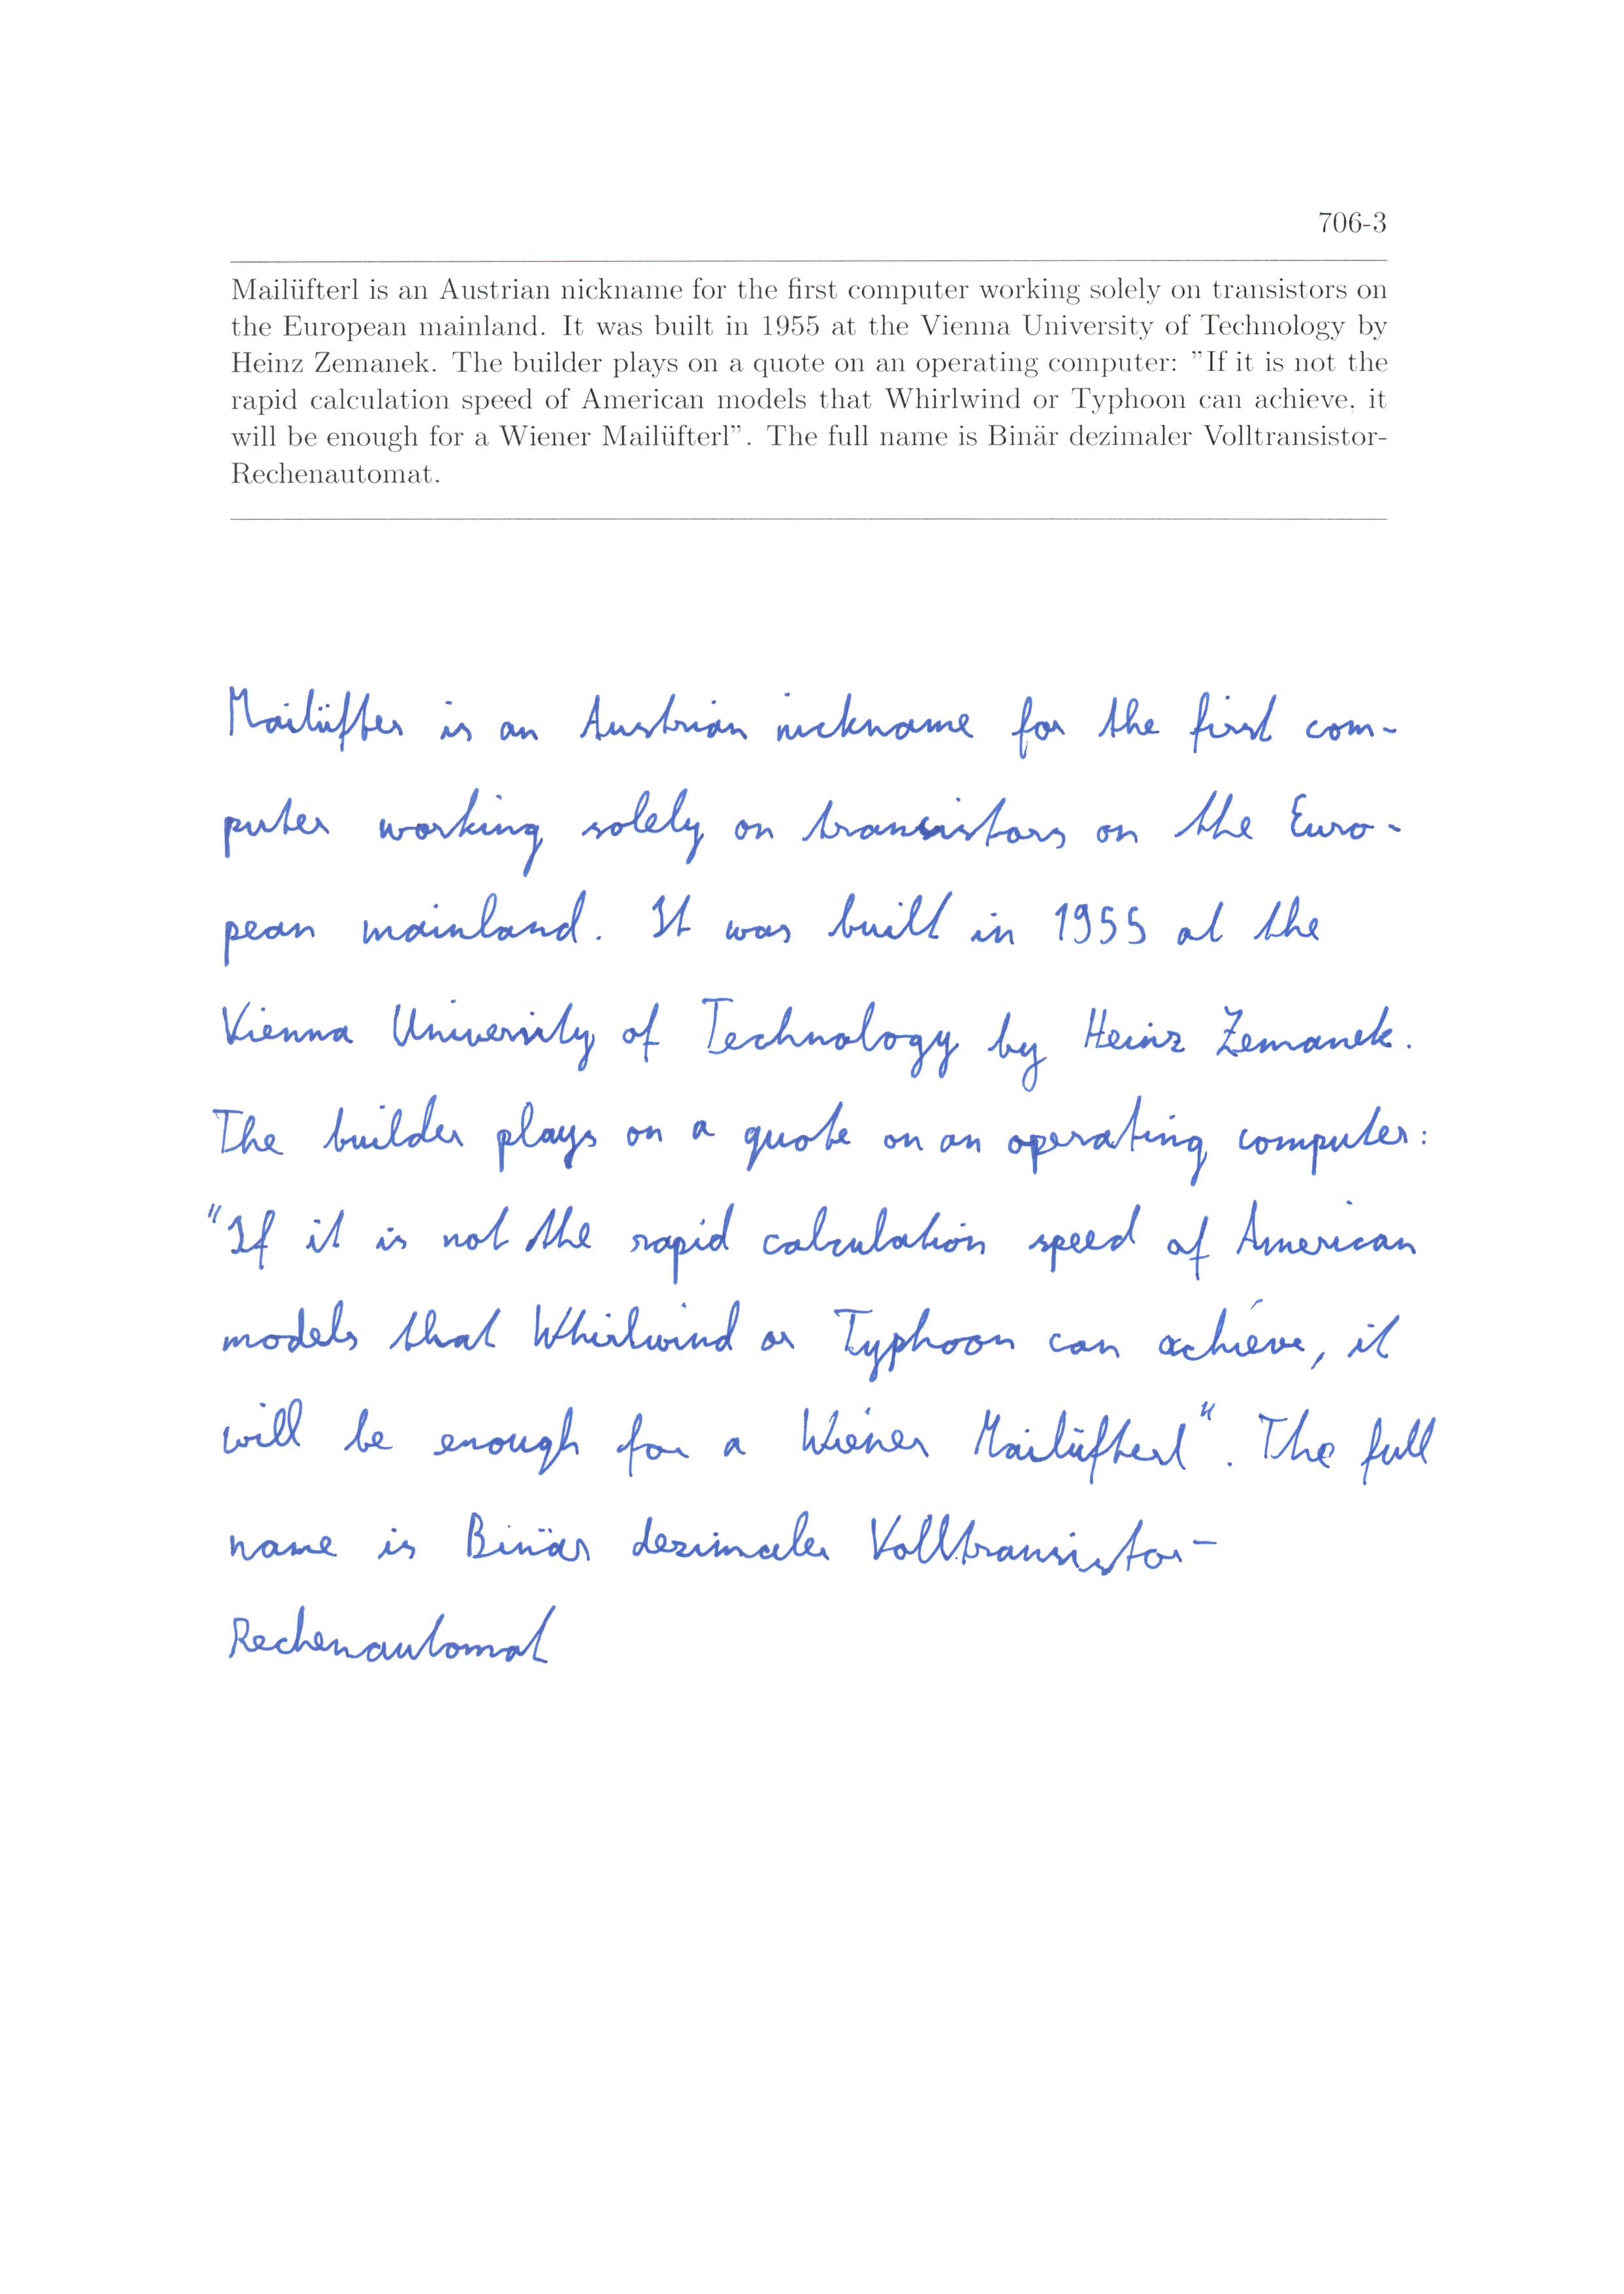 706-3
Mailüfterl is an Austrian nickname for the first computer working solely on transistors on
the European mainland. It was built in 1955 at the Vienna University of Technology by
Heinz Zemanek. The builder plays on a quote on an operating computer: "If it is not the
rapid calculation speed of American models that Whirlwind or Typhoon can achieve, it
will be enough for a Wiener Mailüfterl". The full name is Binär dezimaler Volltransistor-
Rechenautomat.
Mailüfter is an Austrian nickname for the first com-
puter working solely on transistors on the Euro-
pean mainland. It was built in 1955 at the
Vienna University of Technology by Heinz Zemanek.
The builder plays on a quote on an operating computer:
"If it is not the rapid calculation speed of American
models that Whirlwind or Typhoon can achieve, it
will be enough for a Wiener Mailüfterl". The full
name is Binär dezimaler Volltransistor-
Rechenautomat